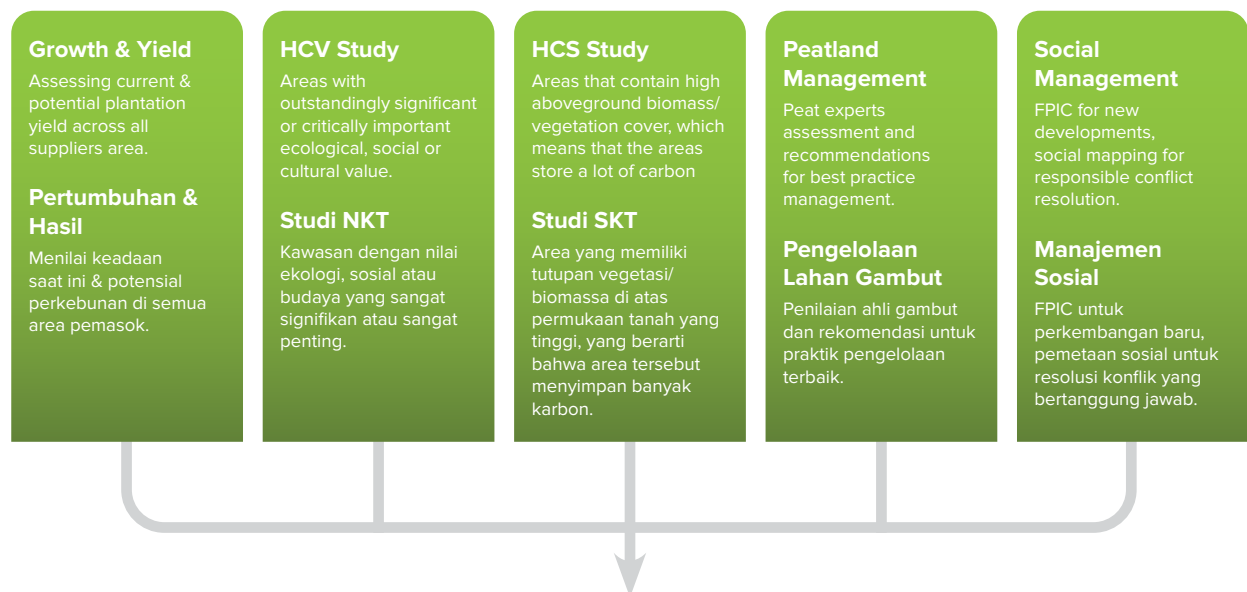 Growth & Yield
Assessing current &
potential plantation
yield across all
suppliers area.
Pertumbuhan &
Hasil
Menilai keadaan
saat ini & potensial
perkebunan di semua
area pemasok.
HCV Study
Areas with
outstandingly significant
or critically important
ecological, social or
cultural value.
Studi NKT
Kawasan dengan nilai
ekologi, sosial atau
budaya yang sangat
signifikan atau sangat
penting.
HCS Study
Areas that contain high
aboveground biomass/
vegetation cover, which
means that the areas
store a lot of carbon
Studi SKT
Area yang memiliki
tutupan vegetasi/
biomassa di atas
permukaan tanah yang
tinggi, yang berarti
bahwa area tersebut
menyimpan banyak
karbon.
Peatland
Management
Peat experts
assessment and
recommendations
for best practice
management.
Pengelolaan
Lahan Gambut
Penilaian ahli gambut
dan rekomendasi untuk
praktik pengelolaan
terbaik.
Social
Management
FPIC for new
developments,
social mapping for
responsible conflict
resolution.
Manajemen
Sosial
FPIC untuk
perkembangan baru,
pemetaan sosial untuk
resolusi konflik yang
bertanggung jawab.